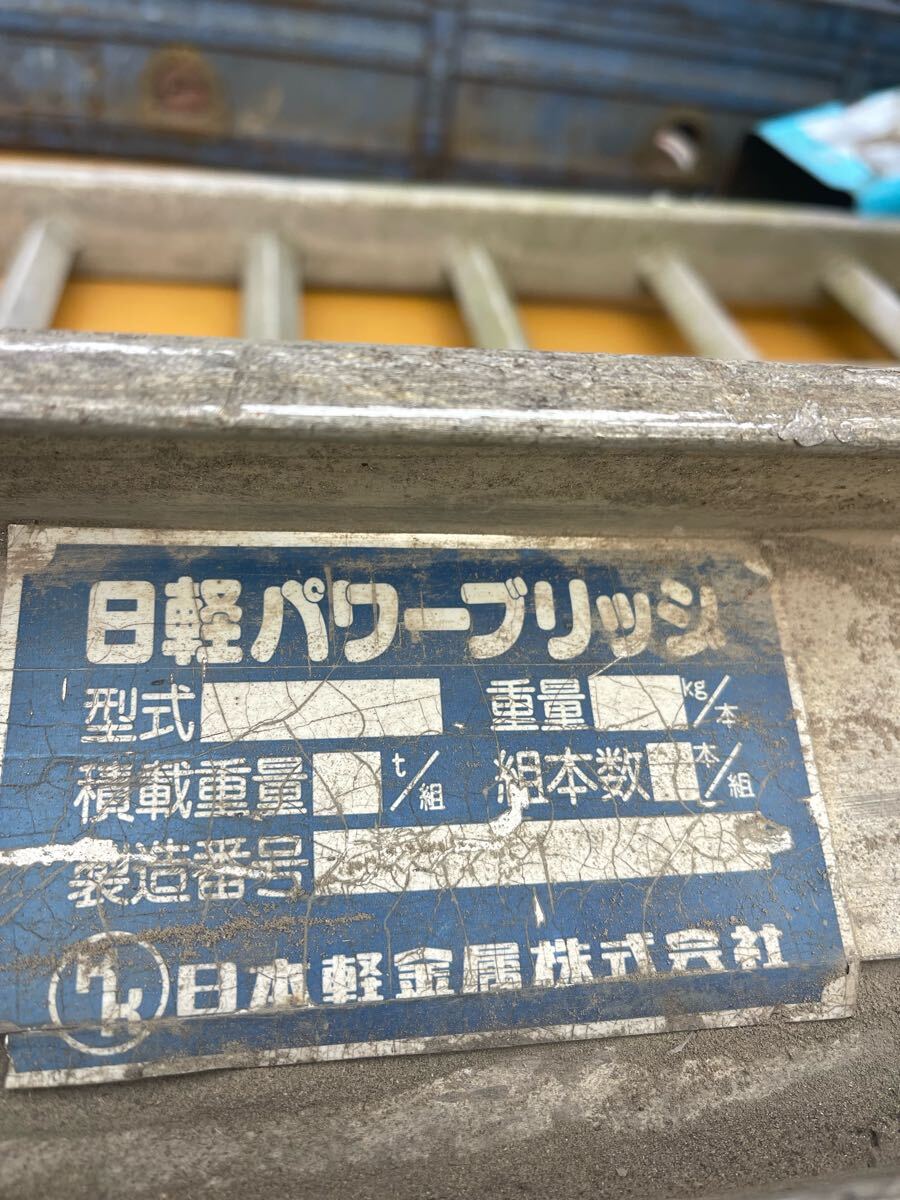 日軽パワーブリッジ
型式 重量 kg/本
積載重量 t/組 組本数 本/組
製造番号
日本軽金属株式会社